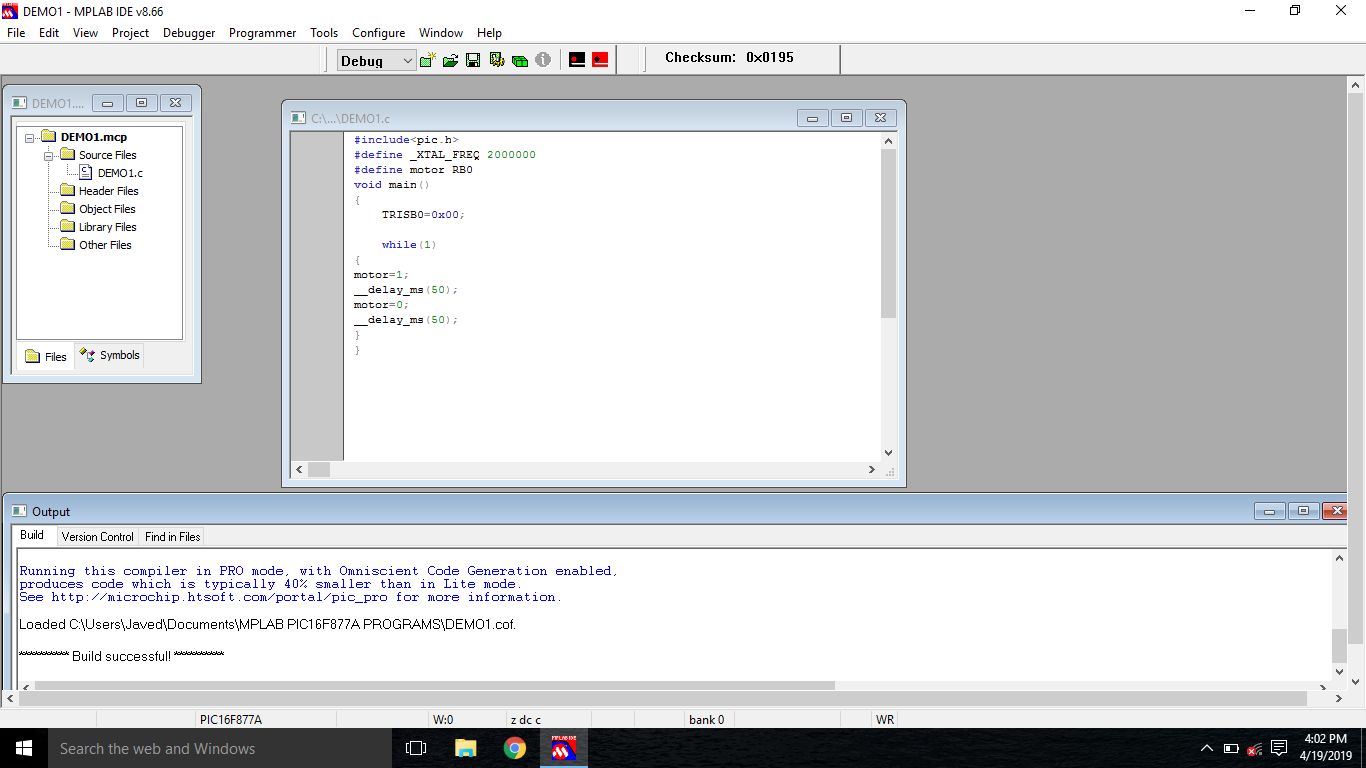 DEMO1 - MPLAB IDE v8.66
File Edit View Project Debugger Programmer Tools Configure Window Help
Debug
Checksum: 0x0195
DEMO1....
DEMO1.mcp
Source Files
DEMO1.c
Header Files
Object Files
Library Files
Other Files
Files Symbols
C:\...\DEMO1.c
#include<pic.h>
#define _XTAL_FREQ 2000000
#define motor RB0
void main()
{
TRISB0=0x00;
while(1)
{
motor=1;
__delay_ms(50);
motor=0;
__delay_ms(50);
}
}
Output
Build Version Control Find in Files
Running this compiler in PRO mode, with Omniscient Code Generation enabled,
produces code which is typically 40% smaller than in Lite mode.
See http://microchip.htsoft.com/portal/pic_pro for more information.
Loaded C:\Users\Javed\Documents\MPLAB PIC16F877A PROGRAMS\DEMO1.cof.
********** Build successful! **********
PIC16F877A W:0 z dc c bank 0 WR
Search the web and Windows
MPLAB IDE
4:02 PM
4/19/2019